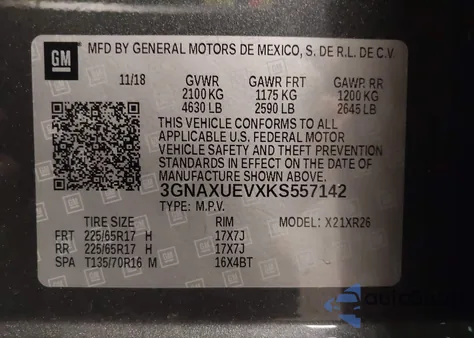 GM
MFD BY GENERAL MOTORS DE MEXICO, S. DE R.L. DE C.V.
11/18 GVWR GAWR FRT GAWR RR
2100 KG 1175 KG 1200 KG
4630 LB 2590 LB 2645 LB
THIS VEHICLE CONFORMS TO ALL
APPLICABLE U.S. FEDERAL MOTOR
VEHICLE SAFETY AND THEFT PREVENTION
STANDARDS IN EFFECT ON THE DATE OF
MANUFACTURE SHOWN ABOVE.
3GNAXUEVXKS557142
TYPE: M.P.V.
TIRE SIZE RIM MODEL: X21XR26
FRT 225/65R17 H 17X7J
RR 225/65R17 H 17X7J
SPA T135/70R16 M 16X4BT